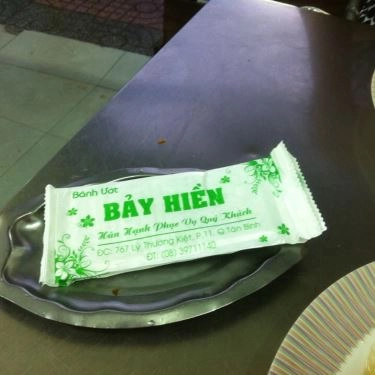 Bánh Ướt
BẢY HIỀN
Hân Hạnh Phục Vụ Quý Khách
ĐC: 767 Lý Thường Kiệt, P.11, Q.Tân Bình
ĐT: (08) 39711140